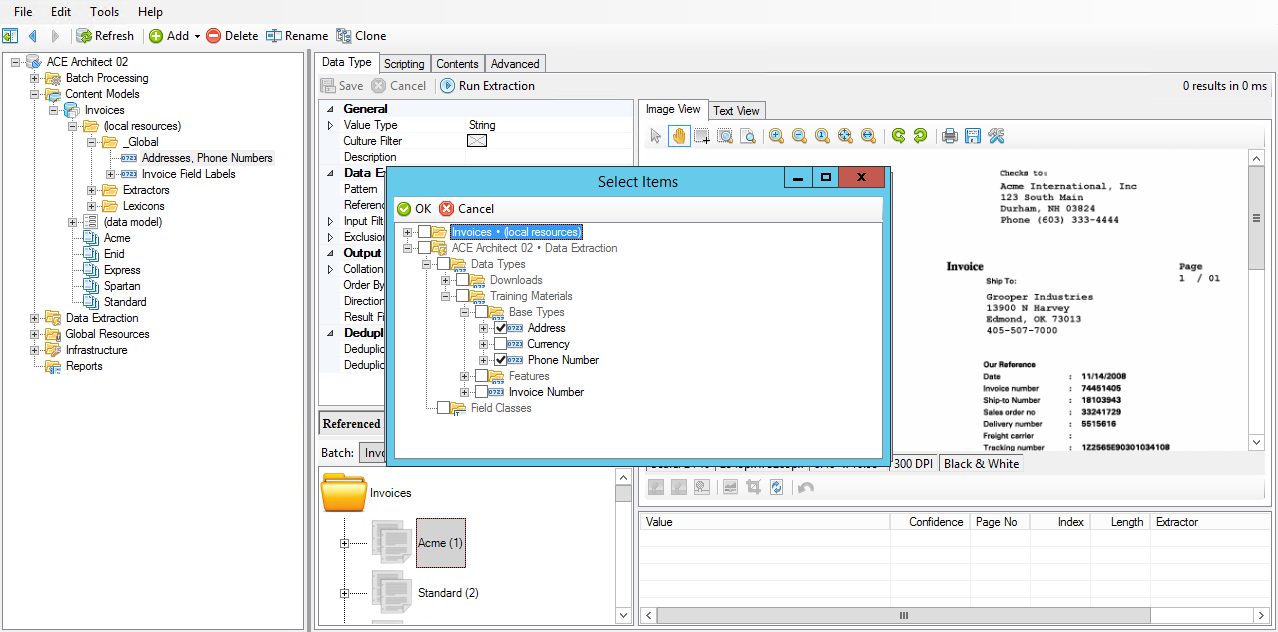 File Edit Tools Help
Refresh Add Delete Rename Clone
ACE Architect 02
Batch Processing
Content Models
Invoices
(local resources)
_Global
Addresses, Phone Numbers
Invoice Field Labels
Extractors
Lexicons
(data model)
Acme
Enid
Express
Spartan
Standard
Data Extraction
Global Resources
Infrastructure
Reports
Data Type Scripting Contents Advanced
Save Cancel Run Extraction
0 results in 0 ms
General
Value Type String
Culture Filter
Description
Data E
Pattern
Referenc
Input Filt
Exclusion
Output
Collation
Order By
Direction
Result Fi
Dedupl
Deduplic
Deduplic
Referenced
Batch: Invo
Invoices
Acme (1)
Standard (2)
Select Items
OK Cancel
Invoices • (local resources)
ACE Architect 02 • Data Extraction
Data Types
Downloads
Training Materials
Base Types
Address
Currency
Phone Number
Features
Invoice Number
Field Classes
Image View Text View
Checks to:
Acme International, Inc
123 South Main
Durham, NH 03824
Phone (603) 333-4444
Invoice Page
Ship To: 1 / 01
Grooper Industries
13900 N Harvey
Edmond, OK 73013
405-507-7000
Our Reference
Date : 11/14/2008
Invoice number : 74451405
Ship-to Number : 18103943
Sales order no : 33241729
Delivery number : 5515616
Freight carrier :
Tracking number : 1Z2565E90301034108
300 DPI Black & White
Value Confidence Page No Index Length Extractor